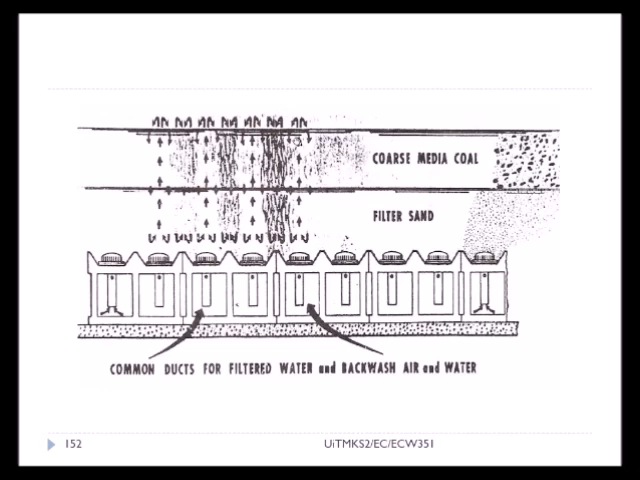 COARSE MEDIA COAL
FILTER SAND
COMMON DUCTS FOR FILTERED WATER and BACKWASH AIR and WATER
152
UiTMKS2/EC/ECW351